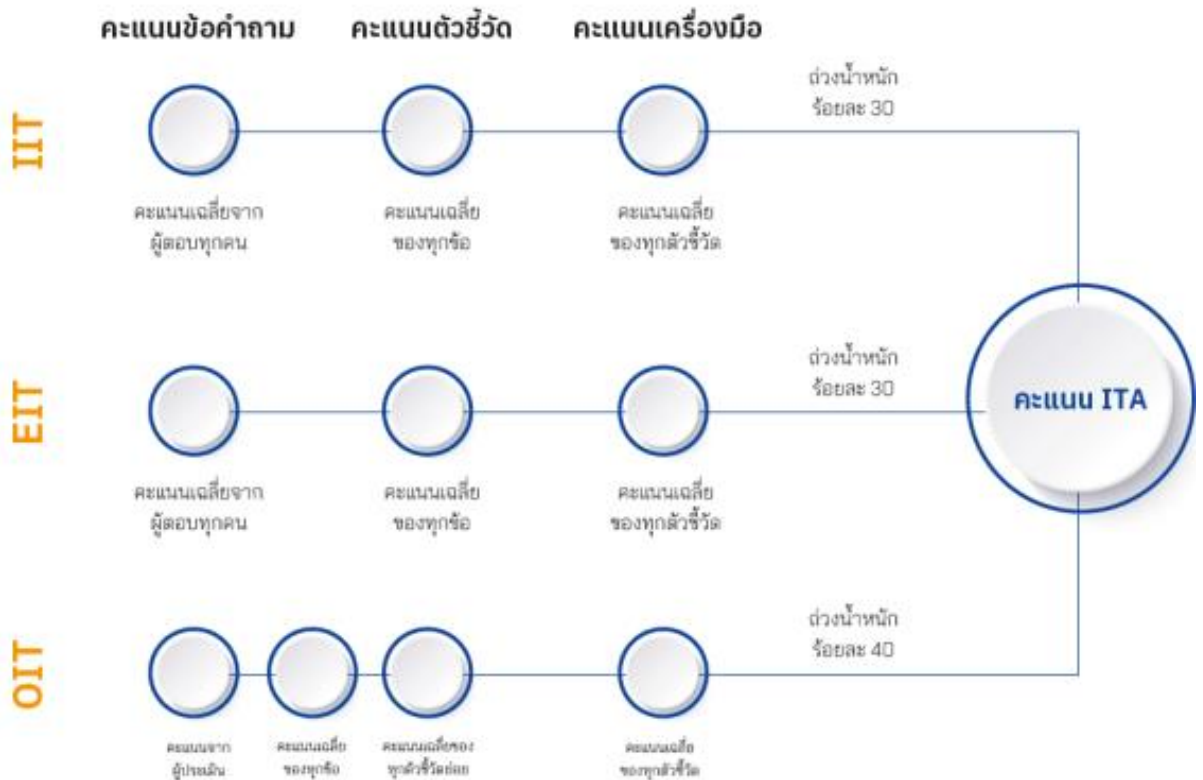 คะแนนข้อคำถาม คะแนนตัวชี้วัด คะแนนเครื่องมือ
IIT
ถ่วงน้ำหนัก
ร้อยละ 30
คะแนนเฉลี่ยจาก
ผู้ตอบทุกคน
คะแนนเฉลี่ย
ของทุกข้อ
คะแนนเฉลี่ย
ของทุกตัวชี้วัด
EIT
ถ่วงน้ำหนัก
ร้อยละ 30
คะแนน ITA
คะแนนเฉลี่ยจาก
ผู้ตอบทุกคน
คะแนนเฉลี่ย
ของทุกข้อ
คะแนนเฉลี่ย
ของทุกตัวชี้วัด
OIT
ถ่วงน้ำหนัก
ร้อยละ 40
คะแนนจาก
ผู้ประเมิน
คะแนนเฉลี่ย
ของทุกข้อ
คะแนนเฉลี่ยของ
ทุกตัวชี้วัดย่อย
คะแนนเฉลี่ย
ของทุกตัวชี้วัด